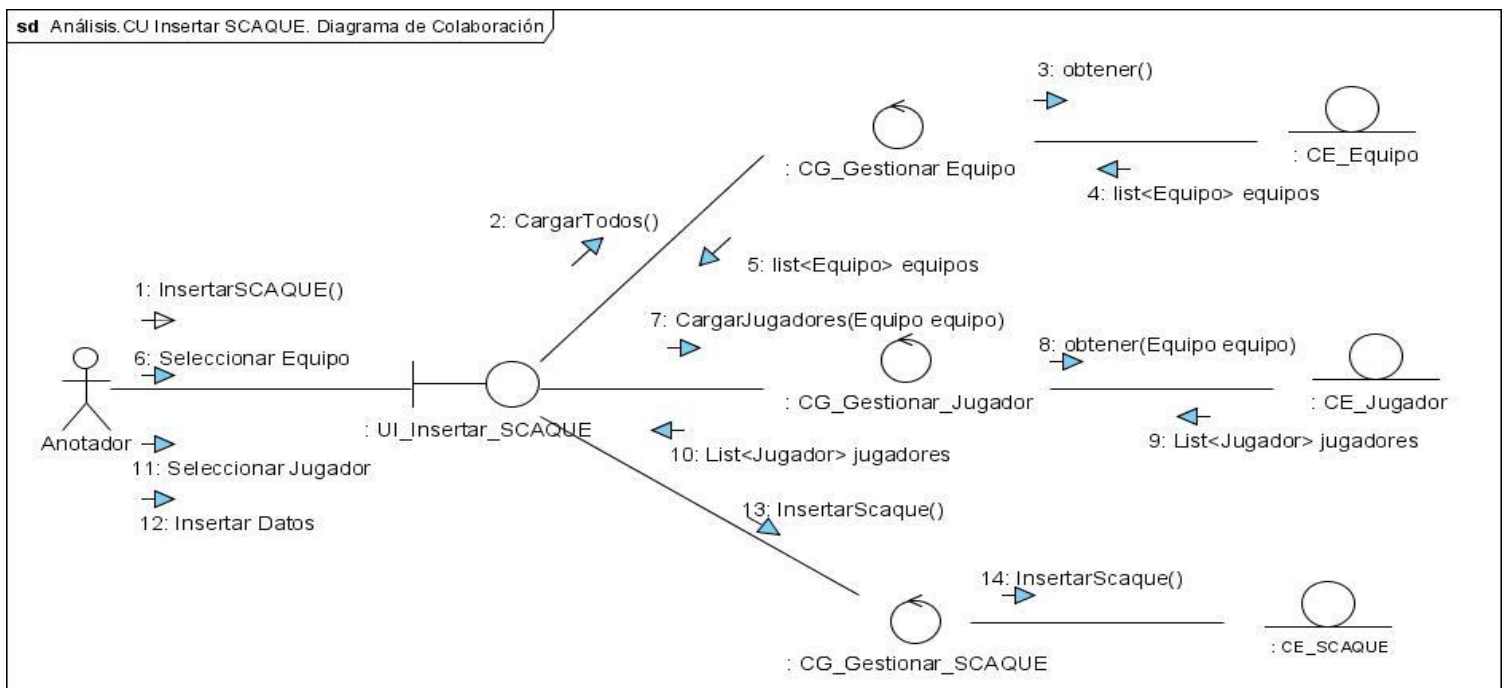 sd Análisis.CU Insertar SCAQUE. Diagrama de Colaboración
3: obtener()
: CG_Gestionar Equipo
: CE_Equipo
4: list<Equipo> equipos
2: CargarTodos()
5: list<Equipo> equipos
1: InsertarSCAQUE()
7: CargarJugadores(Equipo equipo)
6: Seleccionar Equipo
8: obtener(Equipo equipo)
: CG_Gestionar_Jugador
: CE_Jugador
: UI_Insertar_SCAQUE
Anotador
9: List<Jugador> jugadores
10: List<Jugador> jugadores
11: Seleccionar Jugador
12: Insertar Datos
13: InsertarScaque()
14: InsertarScaque()
: CE_SCAQUE
: CG_Gestionar_SCAQUE